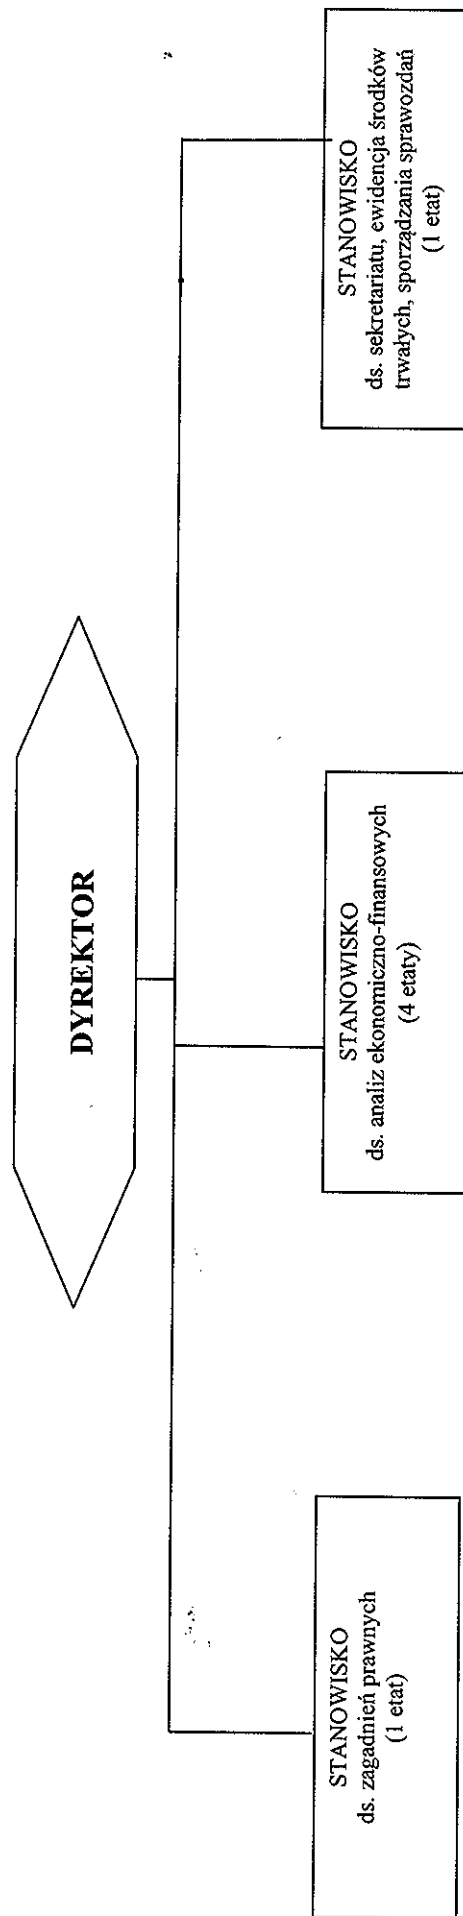 DYREKTOR
STANOWISKO
ds. zagadnień prawnych
(1 etat)
STANOWISKO
ds. analiz ekonomiczno-finansowych
(4 etaty)
STANOWISKO
ds. sekretariatu, ewidencja środków
trwałych, sporządzania sprawozdań
(1 etat)